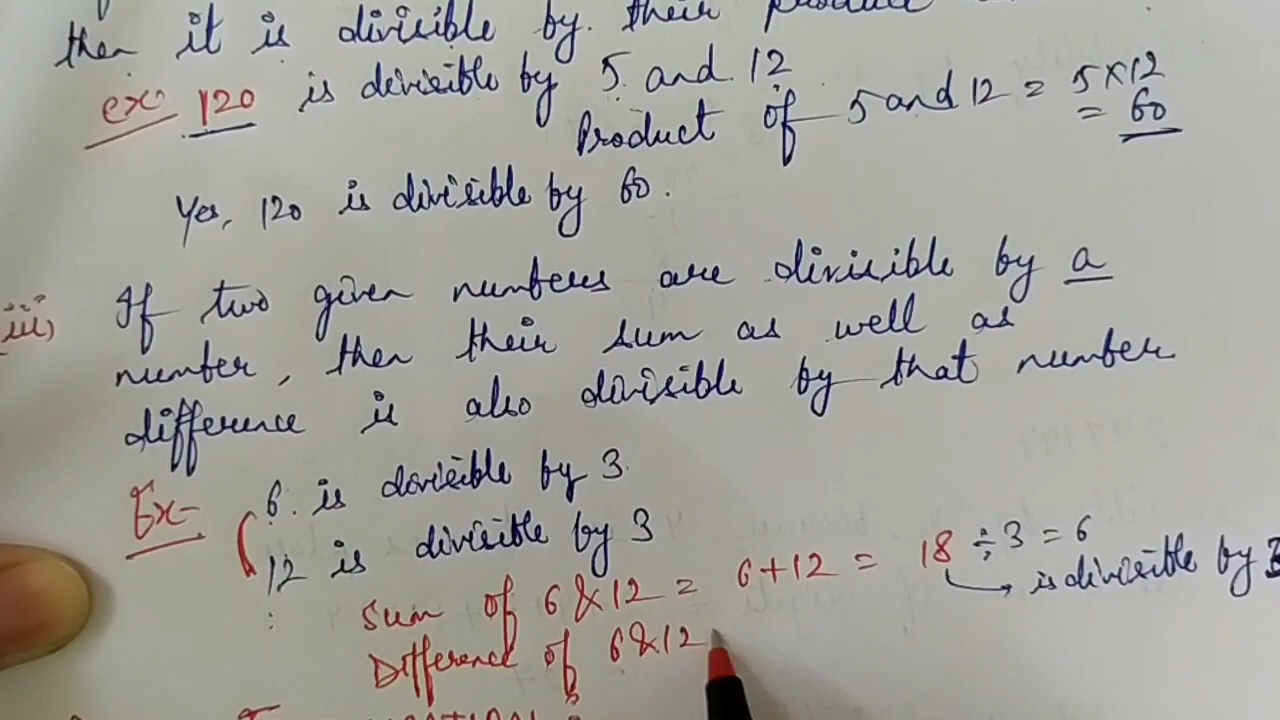 then it is divisible by their product
ex 120 is devisible by 5 and 12
Product of 5 and 12 = 5×12
= 60
Yes, 120 is divisible by 60.
iii) If two given numbers are divisible by a
number, then their sum as well as
difference is also divisible by that number
Ex- 6 is divisible by 3
12 is divisible by 3
Sum of 6 & 12 = 6+12 = 18 ÷ 3 = 6
is divisible by 3
Difference of 6 & 12